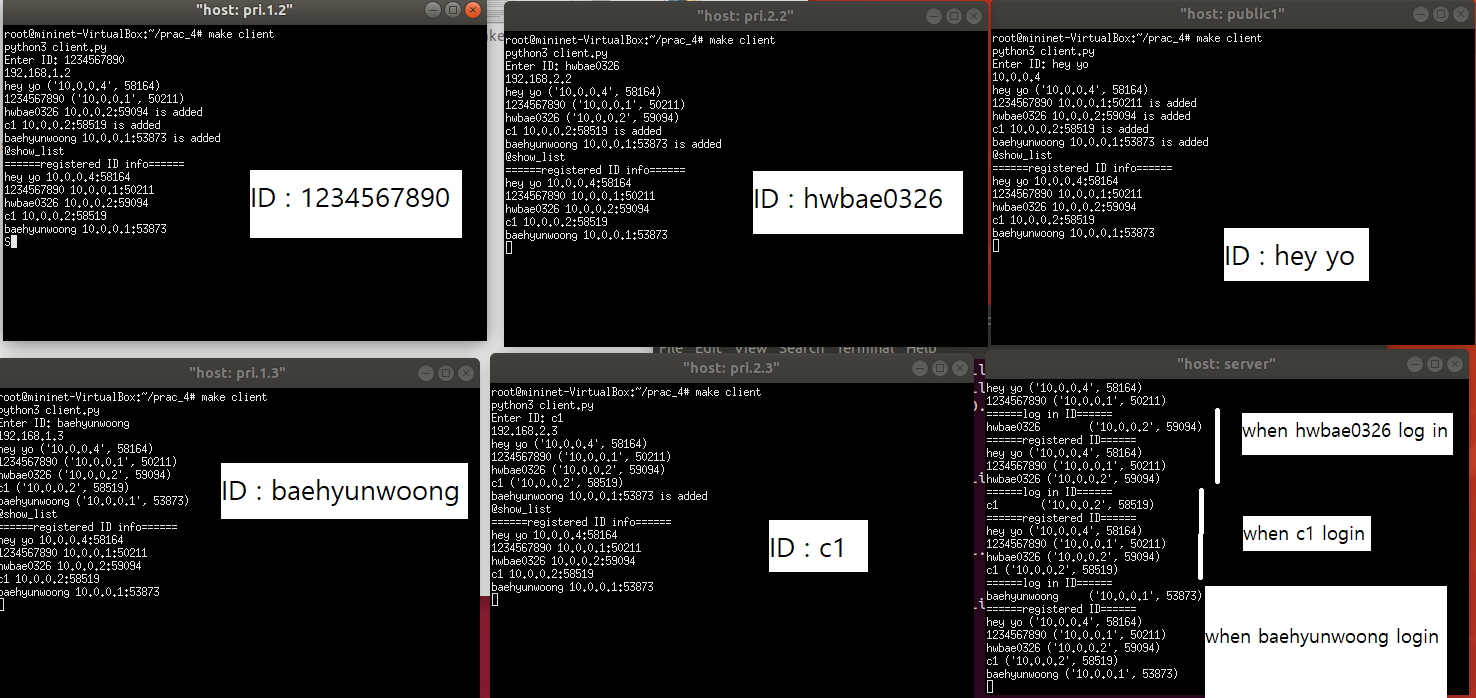 "host: pri.1.2"
root@mininet-VirtualBox:~/prac_4# make client
python3 client.py
Enter ID: 1234567890
192.168.1.2
hey yo ('10.0.0.4', 58164)
1234567890 ('10.0.0.1', 50211)
hwbae0326 10.0.0.2:59094 is added
c1 10.0.0.2:58519 is added
baehyunwoong 10.0.0.1:53873 is added
@show_list
======registered ID info======
hey yo 10.0.0.4:58164
1234567890 10.0.0.1:50211
hwbae0326 10.0.0.2:59094
c1 10.0.0.2:58519
baehyunwoong 10.0.0.1:53873
S
ID : 1234567890
"host: pri.2.2"
root@mininet-VirtualBox:~/prac_4# make client
python3 client.py
Enter ID: hwbae0326
192.168.2.2
hey yo ('10.0.0.4', 58164)
1234567890 ('10.0.0.1', 50211)
hwbae0326 ('10.0.0.2', 59094)
c1 10.0.0.2:58519 is added
baehyunwoong 10.0.0.1:53873 is added
@show_list
======registered ID info======
hey yo 10.0.0.4:58164
1234567890 10.0.0.1:50211
hwbae0326 10.0.0.2:59094
c1 10.0.0.2:58519
baehyunwoong 10.0.0.1:53873
ID : hwbae0326
"host: public1"
root@mininet-VirtualBox:~/prac_4# make client
python3 client.py
Enter ID: hey yo
10.0.0.4
hey yo ('10.0.0.4', 58164)
1234567890 10.0.0.1:50211 is added
hwbae0326 10.0.0.2:59094 is added
c1 10.0.0.2:58519 is added
baehyunwoong 10.0.0.1:53873 is added
@show_list
======registered ID info======
hey yo 10.0.0.4:58164
1234567890 10.0.0.1:50211
hwbae0326 10.0.0.2:59094
c1 10.0.0.2:58519
baehyunwoong 10.0.0.1:53873
ID : hey yo
File Edit View Search Terminal Help
"host: pri.1.3"
root@mininet-VirtualBox:~/prac_4# make client
python3 client.py
Enter ID: baehyunwoong
192.168.1.3
hey yo ('10.0.0.4', 58164)
1234567890 ('10.0.0.1', 50211)
hwbae0326 ('10.0.0.2', 59094)
c1 ('10.0.0.2', 58519)
baehyunwoong ('10.0.0.1', 53873)
@show_list
======registered ID info======
hey yo 10.0.0.4:58164
1234567890 10.0.0.1:50211
hwbae0326 10.0.0.2:59094
c1 10.0.0.2:58519
baehyunwoong 10.0.0.1:53873
ID : baehyunwoong
"host: pri.2.3"
root@mininet-VirtualBox:~/prac_4# make client
python3 client.py
Enter ID: c1
192.168.2.3
hey yo ('10.0.0.4', 58164)
1234567890 ('10.0.0.1', 50211)
hwbae0326 ('10.0.0.2', 59094)
c1 ('10.0.0.2', 58519)
baehyunwoong 10.0.0.1:53873 is added
@show_list
======registered ID info======
hey yo 10.0.0.4:58164
1234567890 10.0.0.1:50211
hwbae0326 10.0.0.2:59094
c1 10.0.0.2:58519
baehyunwoong 10.0.0.1:53873
ID : c1
"host: server"
hey yo ('10.0.0.4', 58164)
1234567890 ('10.0.0.1', 50211)
======log in ID======
hwbae0326 ('10.0.0.2', 59094)
======registered ID======
hey yo ('10.0.0.4', 58164)
1234567890 ('10.0.0.1', 50211)
hwbae0326 ('10.0.0.2', 59094)
======log in ID======
c1 ('10.0.0.2', 58519)
======registered ID======
hey yo ('10.0.0.4', 58164)
1234567890 ('10.0.0.1', 50211)
hwbae0326 ('10.0.0.2', 59094)
c1 ('10.0.0.2', 58519)
======log in ID======
baehyunwoong ('10.0.0.1', 53873)
======registered ID======
hey yo ('10.0.0.4', 58164)
1234567890 ('10.0.0.1', 50211)
hwbae0326 ('10.0.0.2', 59094)
c1 ('10.0.0.2', 58519)
baehyunwoong ('10.0.0.1', 53873)
when hwbae0326 log in
when c1 login
when baehyunwoong login